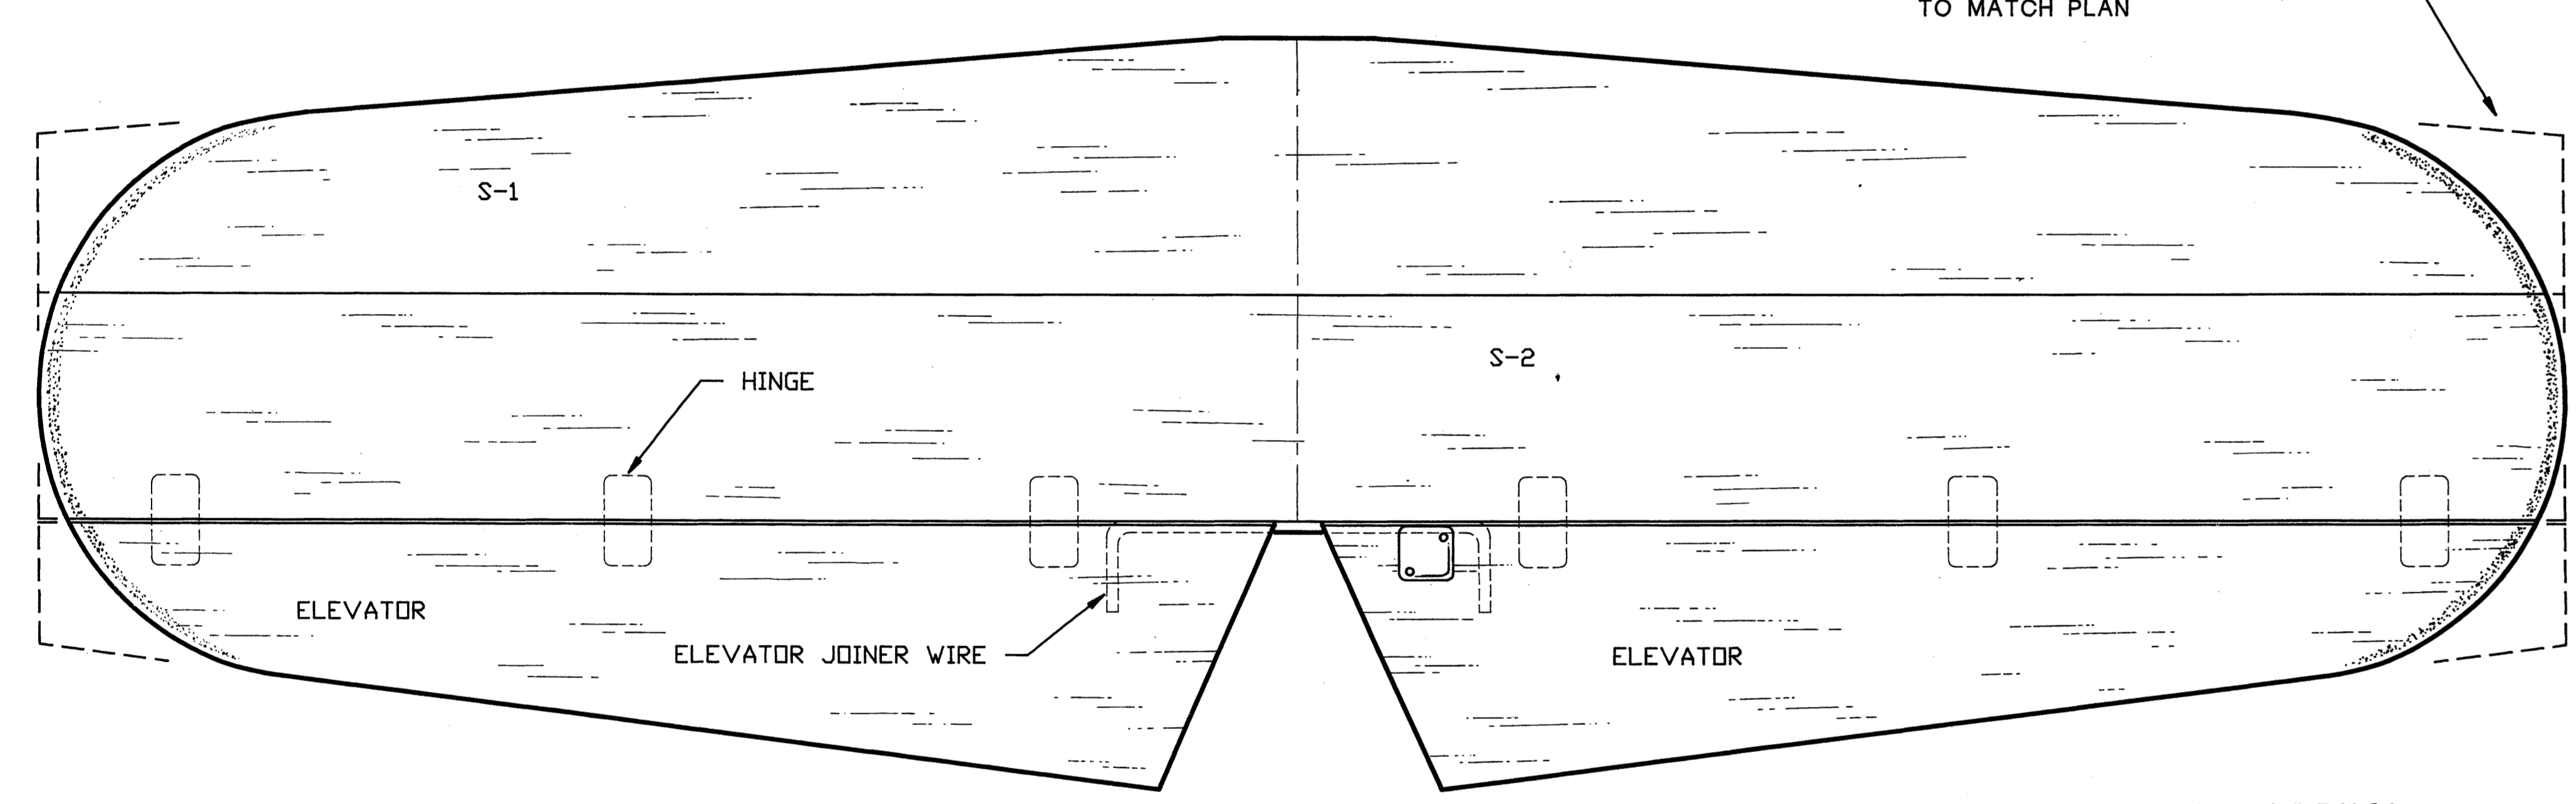 TO MATCH PLAN
S-1
S-2
HINGE
ELEVATOR
ELEVATOR JOINER WIRE
ELEVATOR